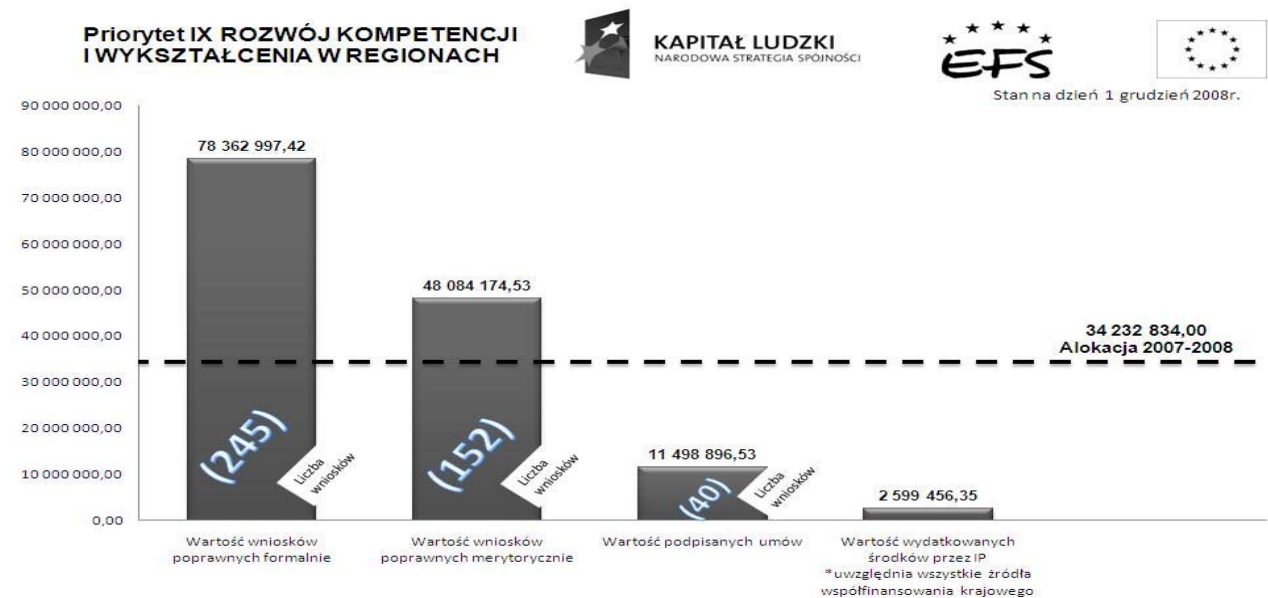 Priorytet IX ROZWÓJ KOMPETENCJI
I WYKSZTAŁCENIA W REGIONACH
KAPITAŁ LUDZKI
NARODOWA STRATEGIA SPÓJNOŚCI
EFS
Stan na dzień 1 grudzień 2008r.
90 000 000,00
80 000 000,00
70 000 000,00
60 000 000,00
50 000 000,00
40 000 000,00
30 000 000,00
20 000 000,00
10 000 000,00
0,00
78 362 997,42
48 084 174,53
11 498 896,53
2 599 456,35
34 232 834,00
Alokacja 2007-2008
(245)
Liczba
wniosków
(152)
Liczba
wniosków
(40)
Liczba
wniosków
Wartość wniosków
poprawnych formalnie
Wartość wniosków
poprawnych merytorycznie
Wartość podpisanych umów
Wartość wydatkowanych
środków przez IP
*uwzględnia wszystkie źródła
współfinansowania krajowego